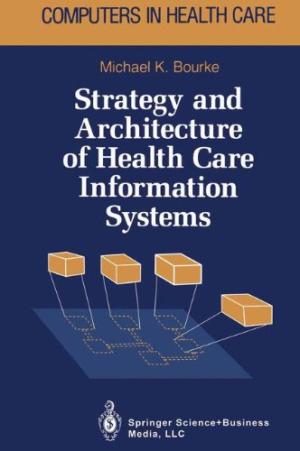 COMPUTERS IN HEALTH CARE
Michael K. Bourke
Strategy and
Architecture
of Health Care
Information
Systems
Springer Science+Business
Media, LLC